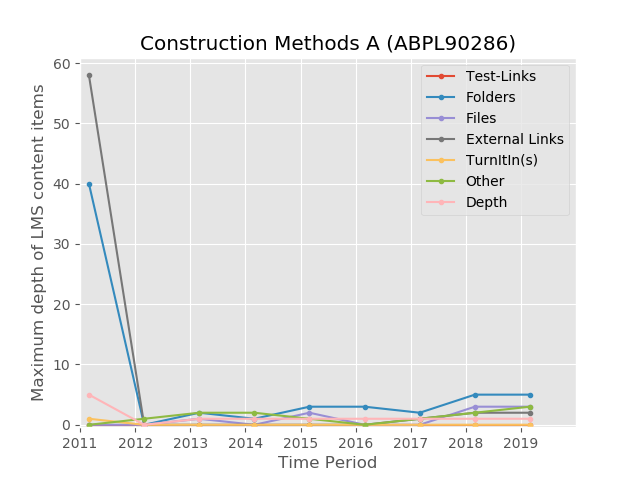 Construction Methods A (ABPL90286)
Maximum depth of LMS content items
60
50
40
30
20
10
0
Test-Links
Folders
Files
External Links
TurnItIn(s)
Other
Depth
2011 2012 2013 2014 2015 2016 2017 2018 2019
Time Period